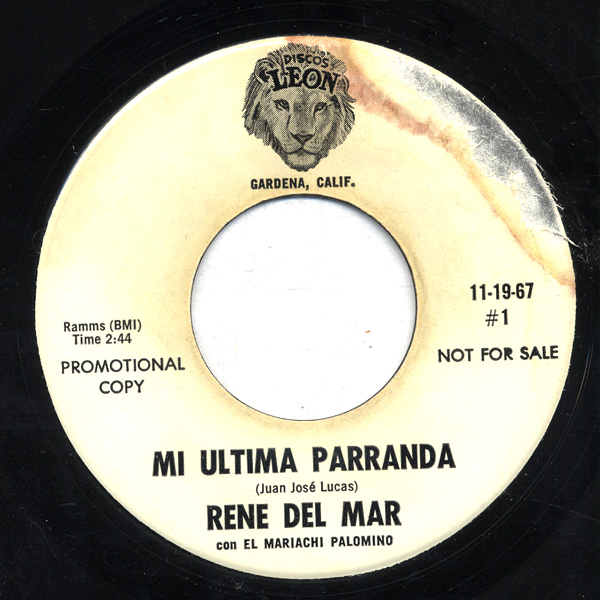 DISCOS
LEON
GARDENA, CALIF.
Ramms (BMI)
Time 2:44
PROMOTIONAL
COPY
11-19-67
#1
NOT FOR SALE
MI ULTIMA PARRANDA
(Juan José Lucas)
RENE DEL MAR
con EL MARIACHI PALOMINO